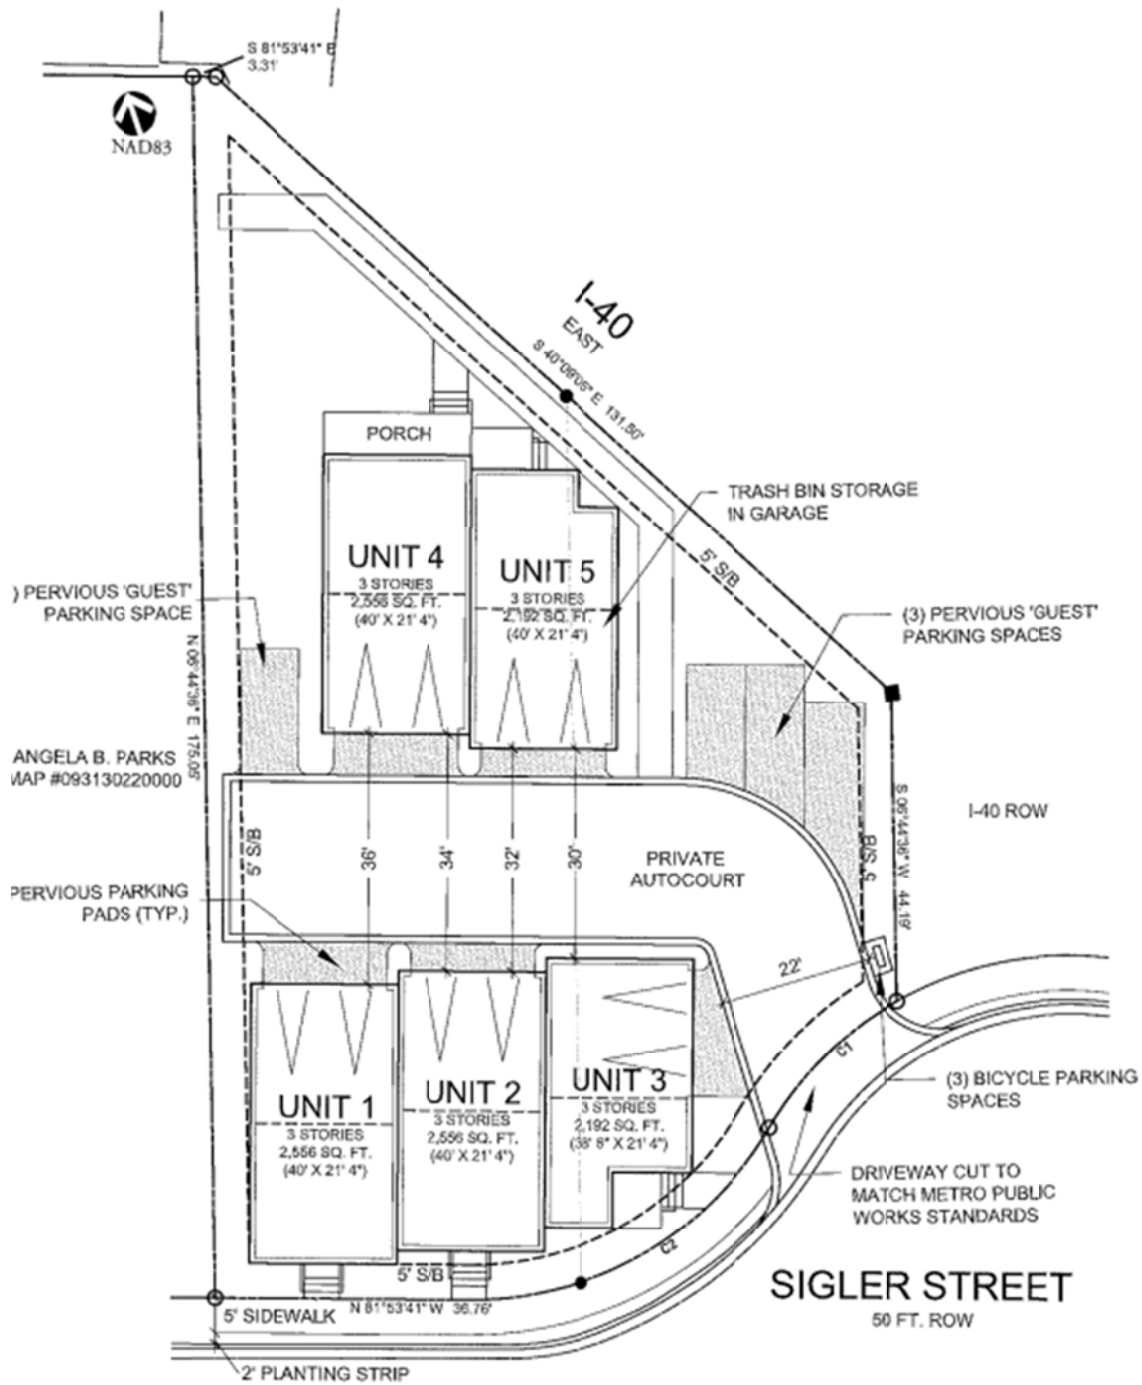 S 81°53'41" E
3.31'
NAD83
I-40
EAST
S 40°09'05" E 131.50'
PORCH
TRASH BIN STORAGE
IN GARAGE
UNIT 4
3 STORIES
2,556 SQ. FT.
(40' X 21' 4")
UNIT 5
3 STORIES
2,192 SQ. FT.
(40' X 21' 4")
5' S/B
) PERVIOUS 'GUEST'
PARKING SPACE
(3) PERVIOUS 'GUEST'
PARKING SPACES
N 06°44'36" E 175.05'
ANGELA B. PARKS
MAP #093130220000
S 06°44'36" W 44.19'
I-40 ROW
5' S/B
36'
34'
32'
30'
PRIVATE
AUTOCOURT
5' S/B
PERVIOUS PARKING
PADS (TYP.)
22'
C1
UNIT 1
3 STORIES
2,556 SQ. FT.
(40' X 21' 4")
UNIT 2
3 STORIES
2,556 SQ. FT.
(40' X 21' 4")
UNIT 3
3 STORIES
2,192 SQ. FT.
(38' 8" X 21' 4")
(3) BICYCLE PARKING
SPACES
DRIVEWAY CUT TO
MATCH METRO PUBLIC
WORKS STANDARDS
C2
5' S/B
N 81°53'41" W 36.76'
5' SIDEWALK
SIGLER STREET
50 FT. ROW
2' PLANTING STRIP